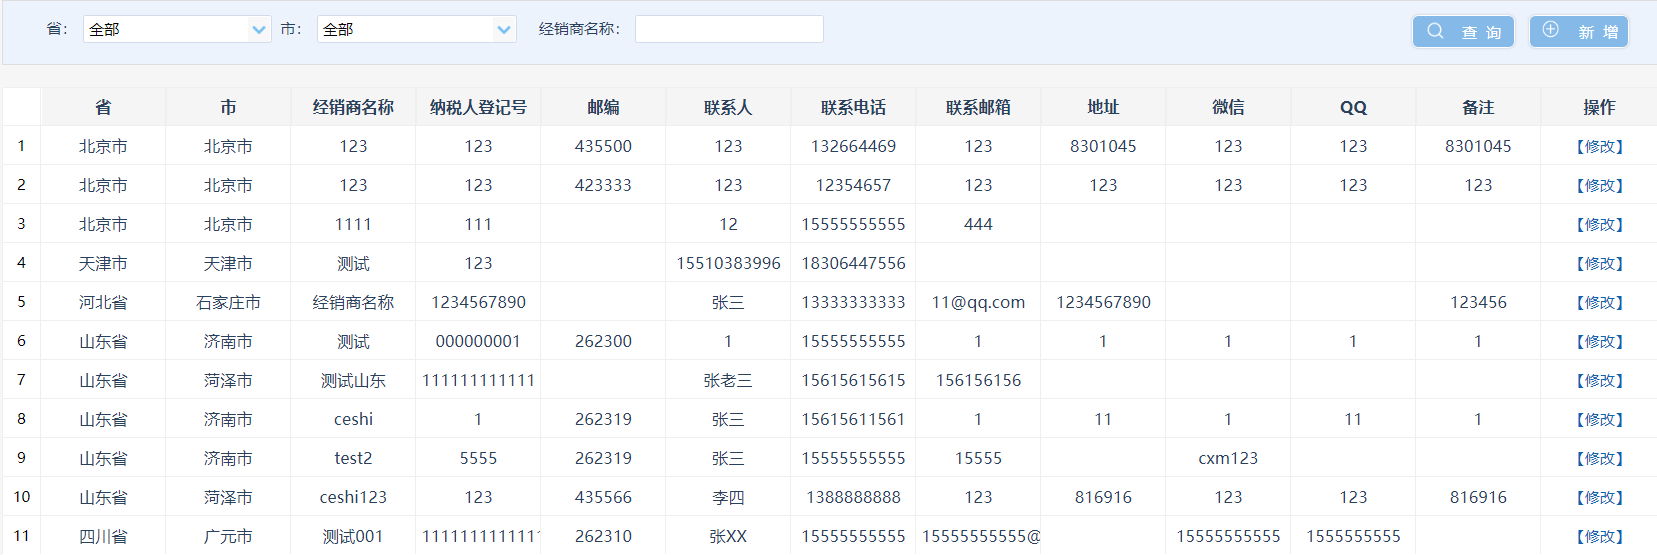 省： 全部 市： 全部 经销商名称： 查 询 新 增
省 市 经销商名称 纳税人登记号 邮编 联系人 联系电话 联系邮箱 地址 微信 QQ 备注 操作
1 北京市 北京市 123 123 435500 123 132664469 123 8301045 123 123 8301045 【修改】
2 北京市 北京市 123 123 423333 123 12354657 123 123 123 123 123 【修改】
3 北京市 北京市 1111 111 12 15555555555 444 【修改】
4 天津市 天津市 测试 123 15510383996 18306447556 【修改】
5 河北省 石家庄市 经销商名称 1234567890 张三 13333333333 11@qq.com 1234567890 123456 【修改】
6 山东省 济南市 测试 000000001 262300 1 15555555555 1 1 1 1 1 【修改】
7 山东省 菏泽市 测试山东 111111111111 张老三 15615615615 156156156 【修改】
8 山东省 济南市 ceshi 1 262319 张三 15615611561 1 11 1 11 1 【修改】
9 山东省 济南市 test2 5555 262319 张三 15555555555 15555 cxm123 【修改】
10 山东省 菏泽市 ceshi123 123 435566 李四 1388888888 123 816916 123 123 816916 【修改】
11 四川省 广元市 测试001 1111111111111 262310 张XX 15555555555 15555555555@ 15555555555 1555555555 【修改】